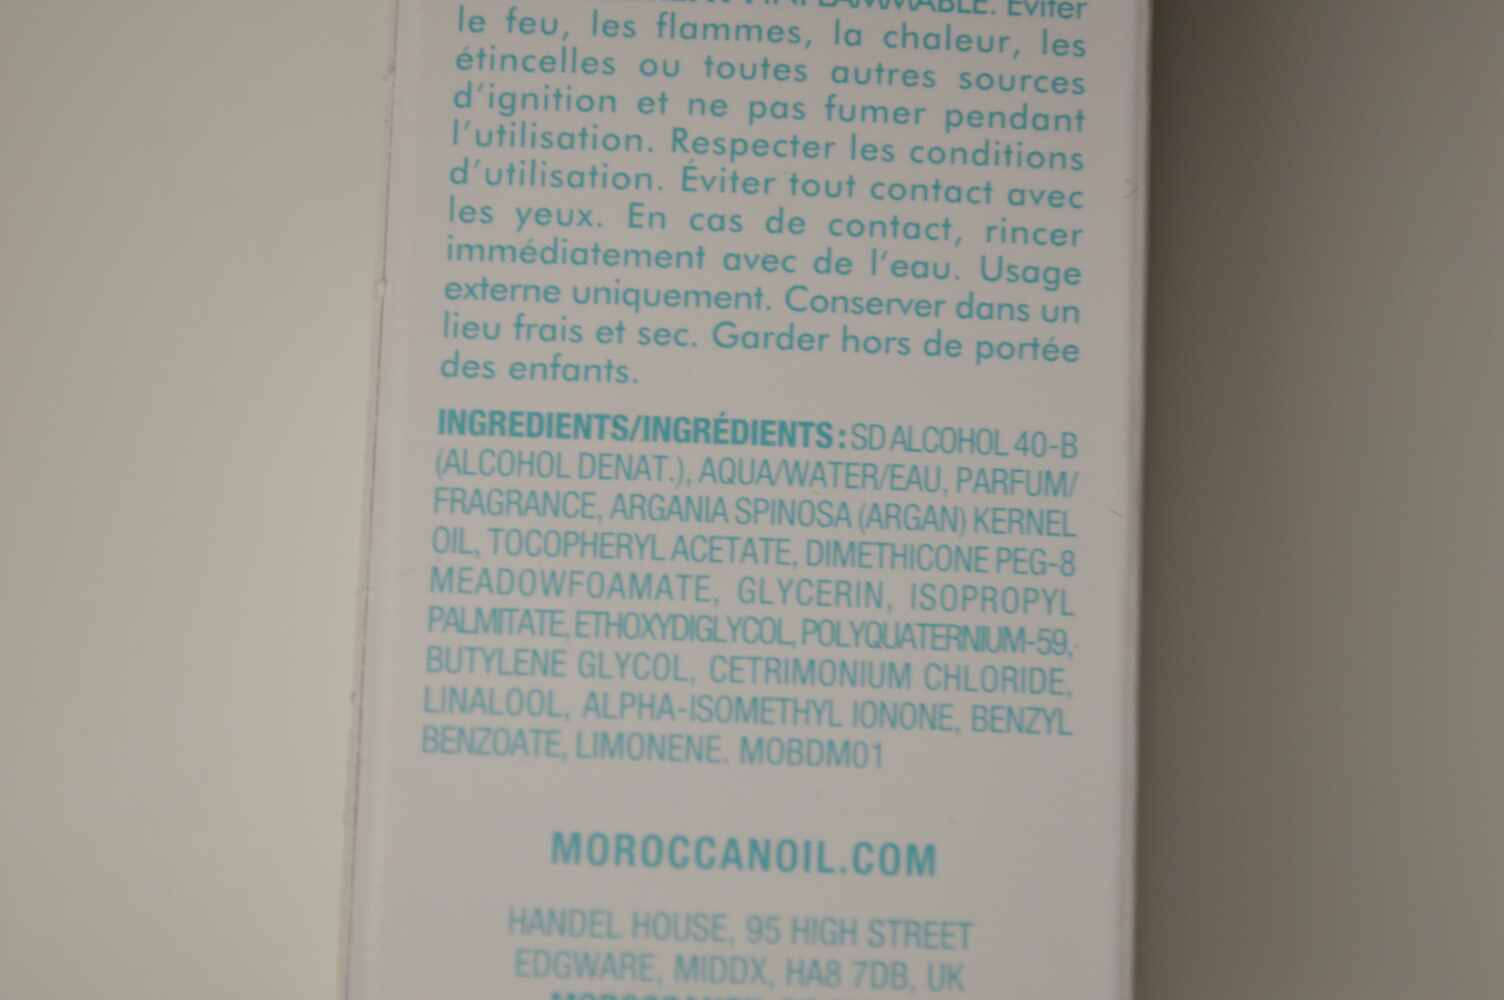 INFLAMMABLE. Éviter
le feu, les flammes, la chaleur, les
étincelles ou toutes autres sources
d'ignition et ne pas fumer pendant
l'utilisation. Respecter les conditions
d'utilisation. Éviter tout contact avec
les yeux. En cas de contact, rincer
immédiatement avec de l'eau. Usage
externe uniquement. Conserver dans un
lieu frais et sec. Garder hors de portée
des enfants.
INGREDIENTS/INGRÉDIENTS: SD ALCOHOL 40-B
(ALCOHOL DENAT.), AQUA/WATER/EAU, PARFUM/
FRAGRANCE, ARGANIA SPINOSA (ARGAN) KERNEL
OIL, TOCOPHERYL ACETATE, DIMETHICONE PEG-8
MEADOWFOAMATE, GLYCERIN, ISOPROPYL
PALMITATE, ETHOXYDIGLYCOL, POLYQUATERNIUM-59,
BUTYLENE GLYCOL, CETRIMONIUM CHLORIDE,
LINALOOL, ALPHA-ISOMETHYL IONONE, BENZYL
BENZOATE, LIMONENE. MOBDM01
MOROCCANOIL.COM
HANDEL HOUSE, 95 HIGH STREET
EDGWARE, MIDDX, HA8 7DB, UK